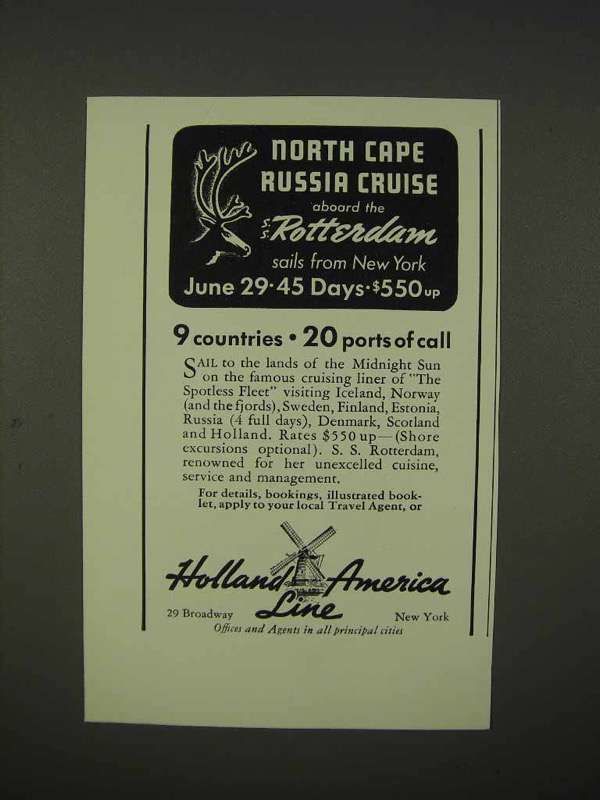 NORTH CAPE
RUSSIA CRUISE
aboard the
S.S. Rotterdam
sails from New York
June 29·45 Days·$550 up
9 countries · 20 ports of call
SAIL to the lands of the Midnight Sun
on the famous cruising liner of "The
Spotless Fleet" visiting Iceland, Norway
(and the fjords), Sweden, Finland, Estonia,
Russia (4 full days), Denmark, Scotland
and Holland. Rates $550 up—(Shore
excursions optional). S. S. Rotterdam,
renowned for her unexcelled cuisine,
service and management.
For details, bookings, illustrated book-
let, apply to your local Travel Agent, or
Holland America
Line
29 Broadway New York
Offices and Agents in all principal cities